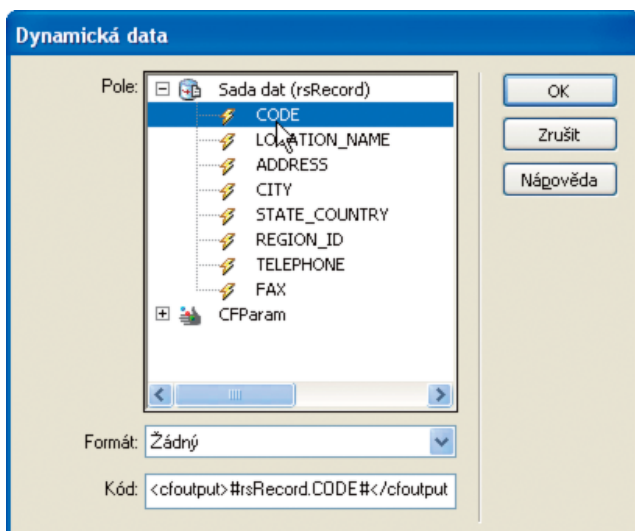 Dynamická data
Pole:
Sada dat (rsRecord)
CODE
LOCATION_NAME
ADDRESS
CITY
STATE_COUNTRY
REGION_ID
TELEPHONE
FAX
CFParam
OK
Zrušit
Nápověda
Formát: Žádný
Kód: <cfoutput>#rsRecord.CODE#</cfoutput